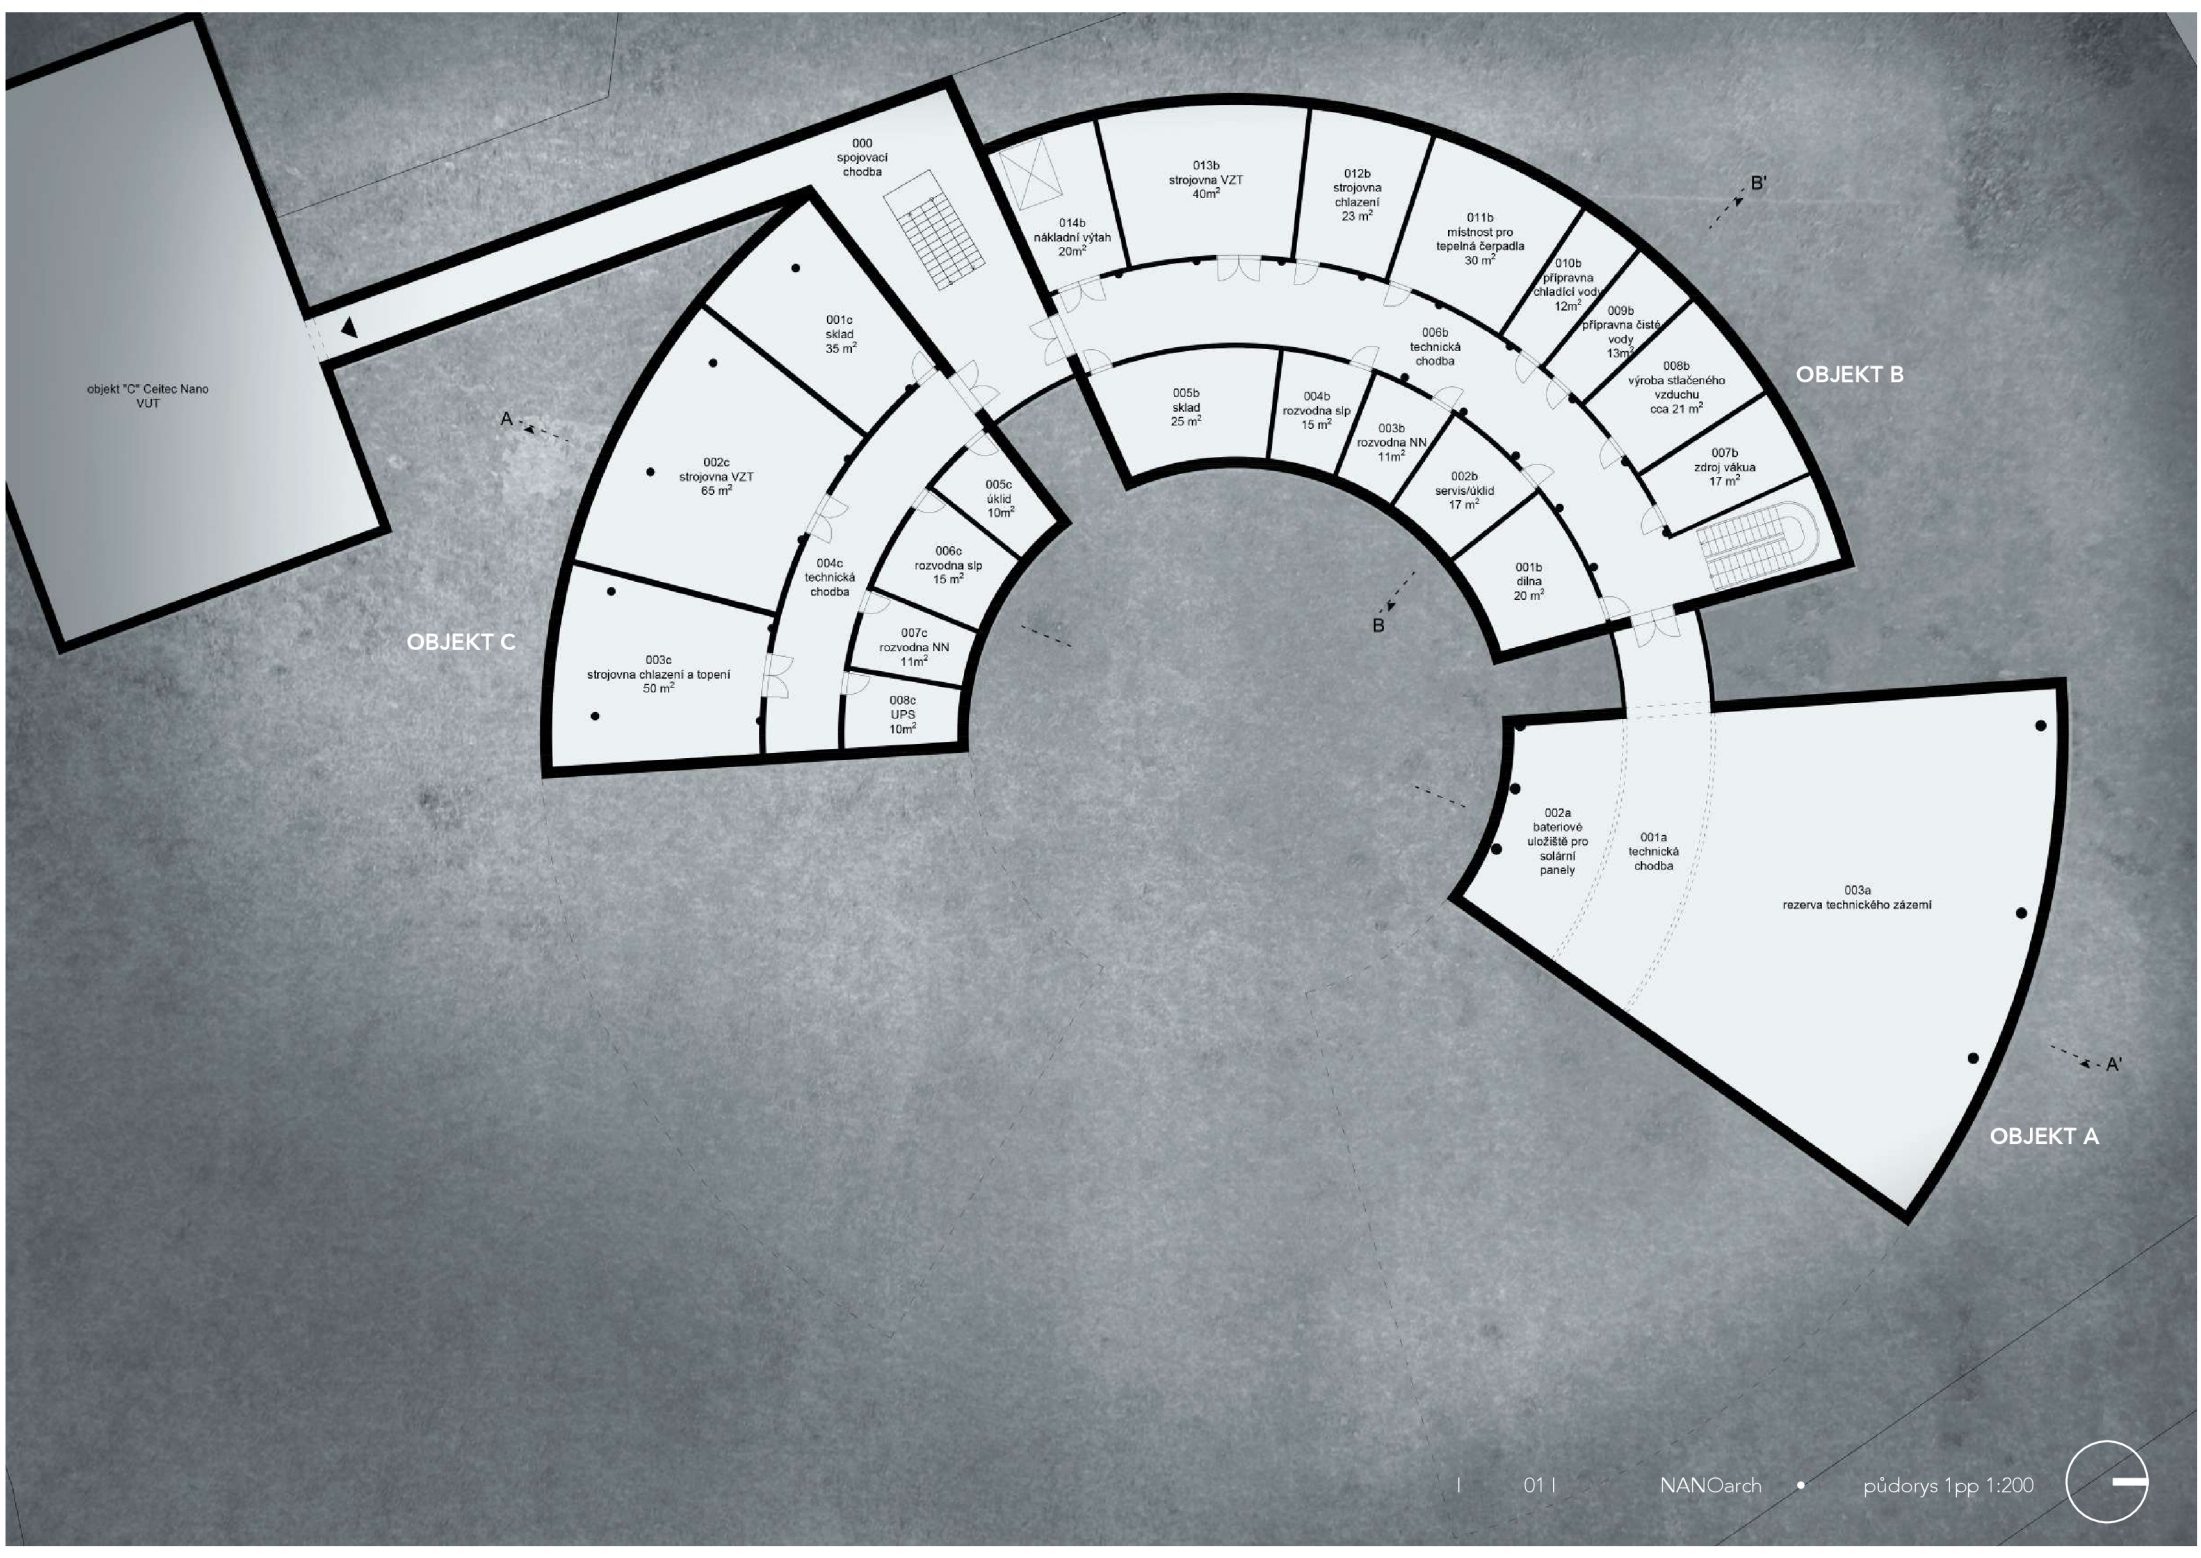 000
spojovací
chodba
013b
strojovna VZT
40m²
012b
strojovna
chlazení
23 m²
B'
014b
nákladní výtah
20m²
011b
místnost pro
tepelná čerpadla
30 m²
010b
přípravna
chladící vody
12m²
009b
přípravna čisté
vody
13m²
001c
sklad
35 m²
006b
technická
chodba
008b
výroba stlačeného
vzduchu
cca 21 m²
OBJEKT B
objekt "C" Ceitec Nano
VUT
005b
sklad
25 m²
004b
rozvodna slp
15 m²
003b
rozvodna NN
11m²
A
002c
strojovna VZT
65 m²
005c
úklid
10m²
002b
servis/úklid
17 m²
007b
zdroj vákua
17 m²
004c
technická
chodba
006c
rozvodna slp
15 m²
001b
dílna
20 m²
B
OBJEKT C
003c
strojovna chlazení a topení
50 m²
007c
rozvodna NN
11m²
008c
UPS
10m²
002a
bateriové
uložiště pro
solární
panely
001a
technická
chodba
003a
rezerva technického zázemí
A'
OBJEKT A
| 01 | NANOarch • půdorys 1pp 1:200